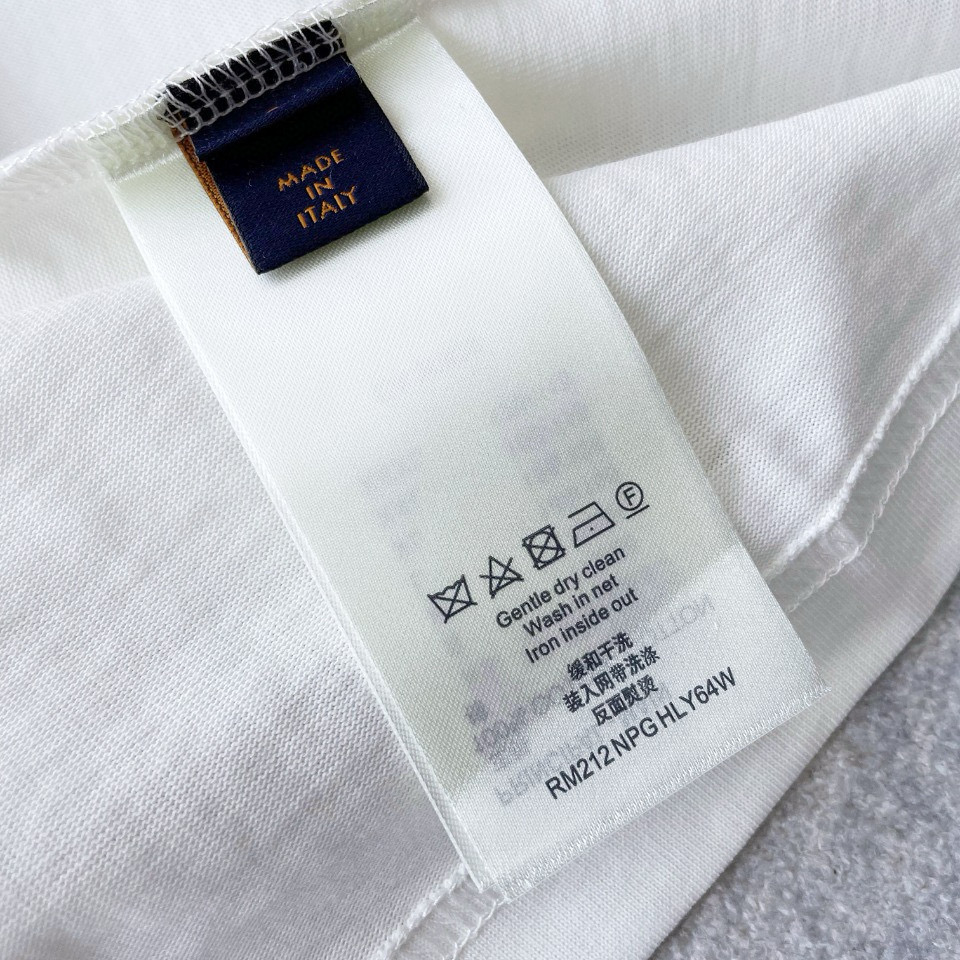 MADE
IN
ITALY
F
Gentle dry clean
Wash in net
Iron inside out
缓和干洗
装入网带洗涤
反面熨烫
RM212 NPG HLY64W